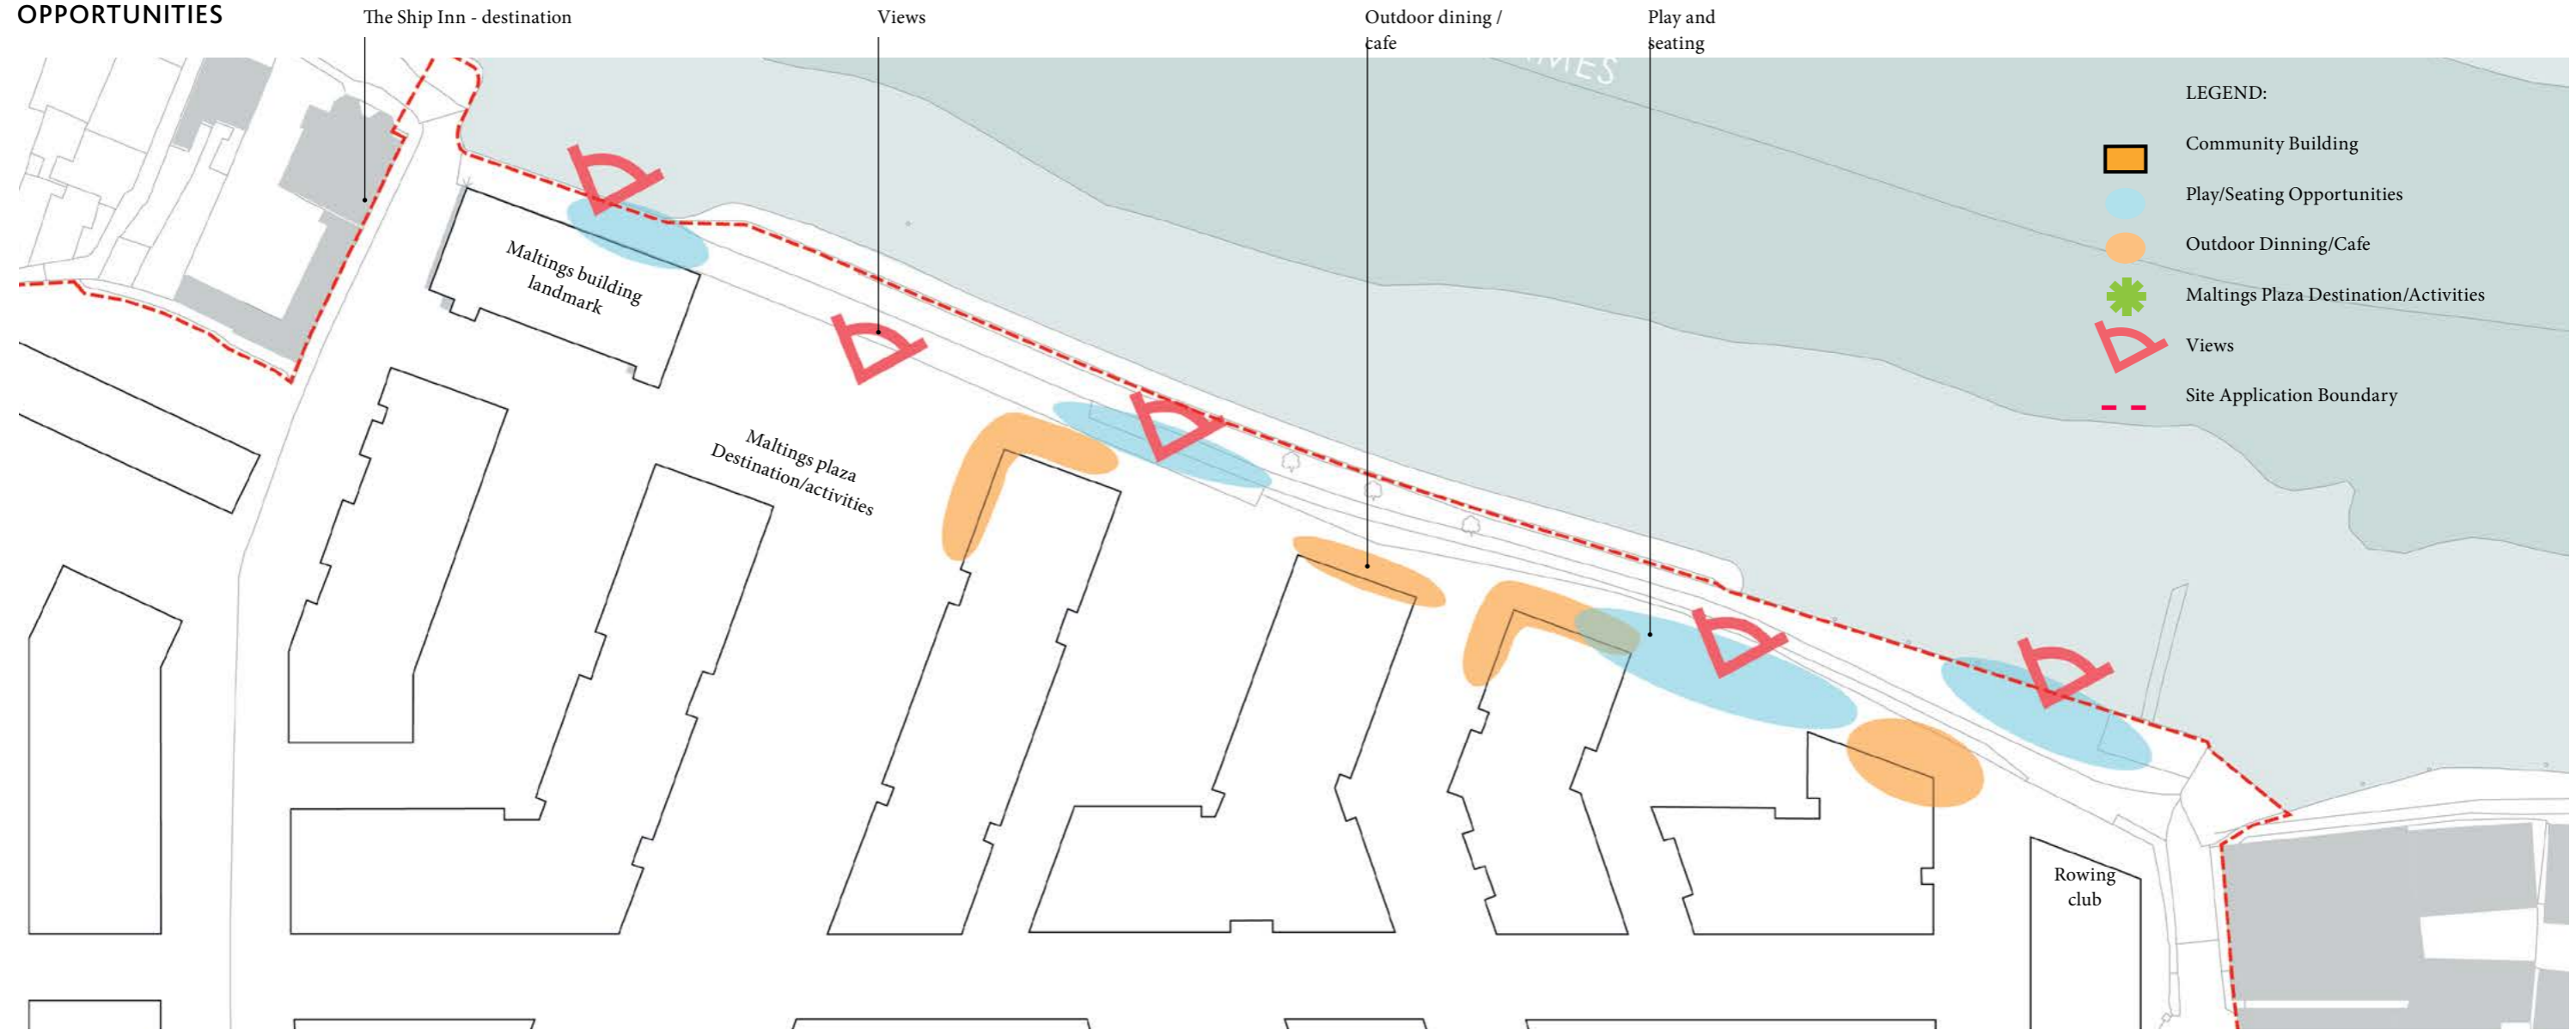 OPPORTUNITIES
The Ship Inn - destination
Views
Outdoor dining /
cafe
Play and
seating
LEGEND:
Community Building
Play/Seating Opportunities
Outdoor Dinning/Cafe
Maltings Plaza Destination/Activities
Views
Site Application Boundary
Maltings building
landmark
Maltings plaza
Destination/activities
Rowing
club